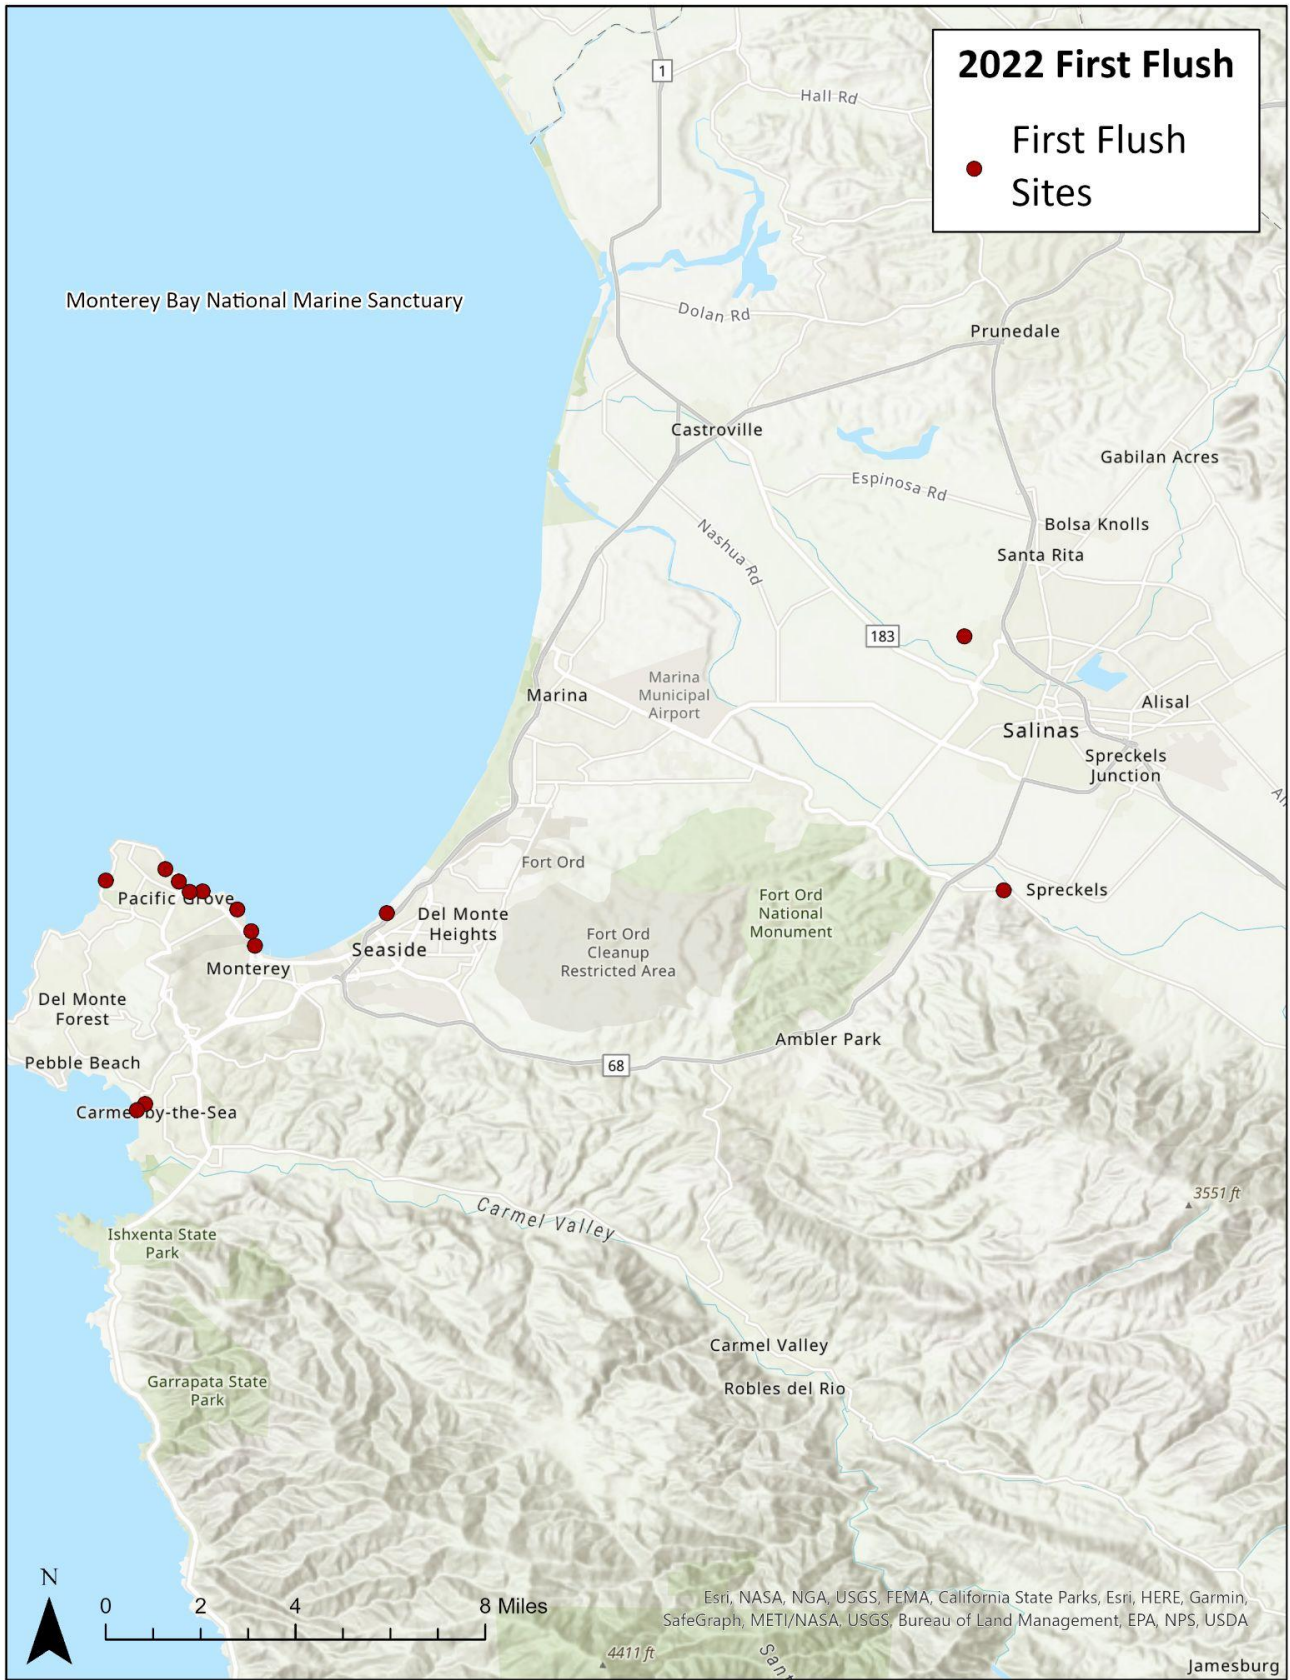 2022 First Flush
First Flush
Sites
1
Hall Rd
Monterey Bay National Marine Sanctuary
Dolan Rd
Prunedale
Castroville
Gabilan Acres
Espinosa Rd
Bolsa Knolls
Nashua Rd
Santa Rita
183
Marina
Marina
Municipal
Airport
Alisal
Salinas
Spreckels
Junction
Fort Ord
Pacific Grove
Spreckels
Del Monte
Heights
Fort Ord
National
Monument
Seaside
Fort Ord
Cleanup
Restricted Area
Monterey
Del Monte
Forest
Ambler Park
Pebble Beach
68
Carmel-by-the-Sea
3551 ft
Carmel Valley
Ishxenta State
Park
Carmel Valley
Garrapata State
Park
Robles del Rio
N
0 2 4 8 Miles
Esri, NASA, NGA, USGS, FEMA, California State Parks, Esri, HERE, Garmin,
SafeGraph, METI/NASA, USGS, Bureau of Land Management, EPA, NPS, USDA
4411 ft
Jamesburg